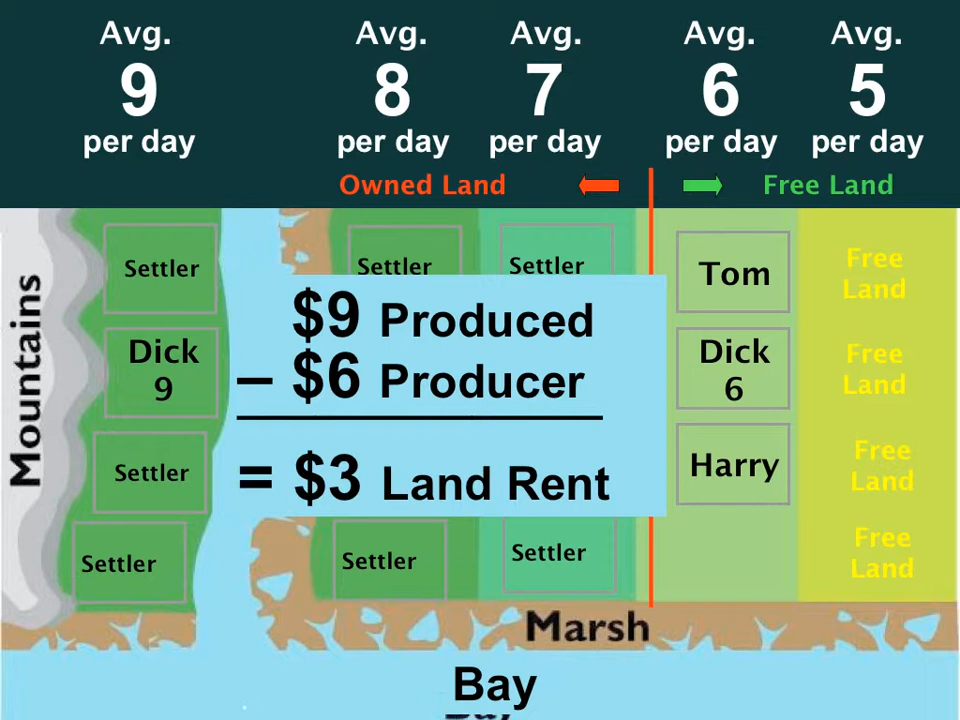 Avg. Avg. Avg. Avg. Avg.
9 8 7 6 5
per day per day per day per day per day
Owned Land Free Land
Settler Settler Settler Tom Free
Land
Mountains
$9 Produced
Dick
9
– $6 Producer
Dick
6
Free
Land
Settler
= $3 Land Rent
Harry
Free
Land
Settler Settler Settler
Free
Land
Marsh
Bay
Bay